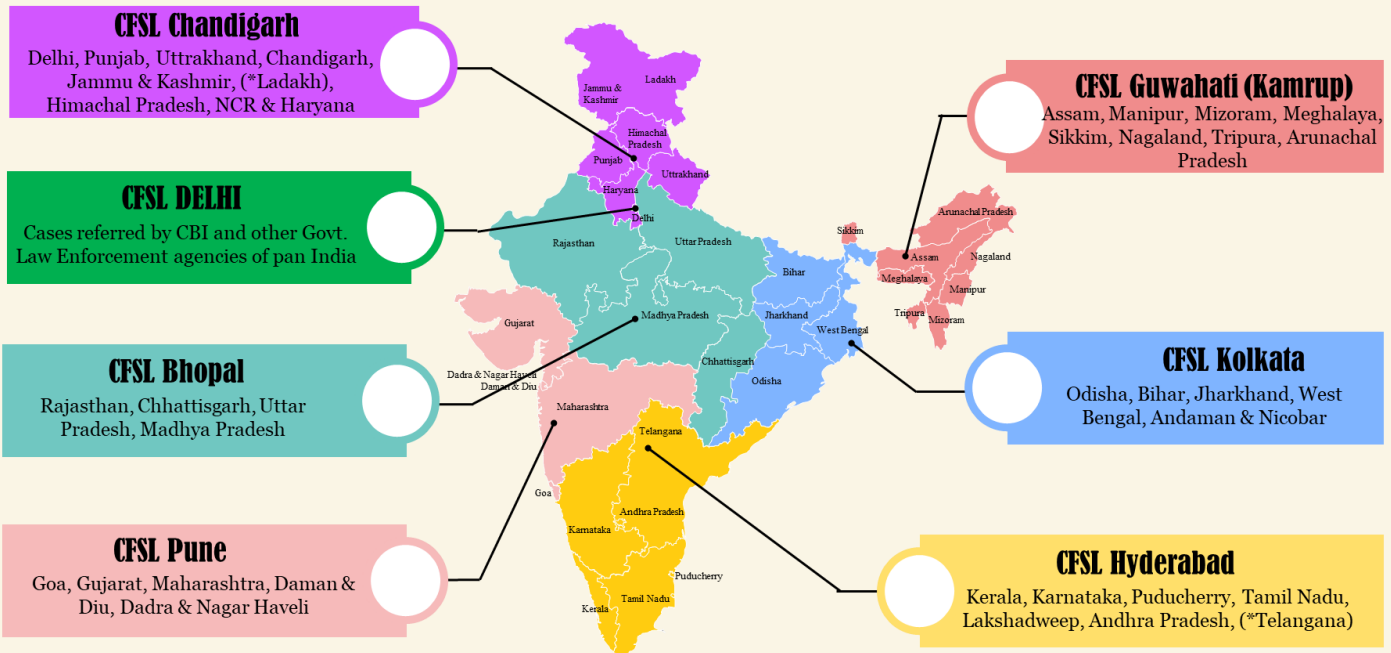 CFSL Chandigarh
Delhi, Punjab, Uttrakhand, Chandigarh,
Jammu & Kashmir, (*Ladakh),
Himachal Pradesh, NCR & Haryana
CFSL DELHI
Cases referred by CBI and other Govt.
Law Enforcement agencies of pan India
CFSL Bhopal
Rajasthan, Chhattisgarh, Uttar
Pradesh, Madhya Pradesh
CFSL Pune
Goa, Gujarat, Maharashtra, Daman &
Diu, Dadra & Nagar Haveli
Ladakh
Jammu &
Kashmir
Himachal
Pradesh
Punjab
Uttrakhand
Haryana
Delhi
Rajasthan
Uttar Pradesh
Bihar
Sikkim
Arunachal Pradesh
Assam
Nagaland
Meghalaya
Manipur
Tripura
Mizoram
Gujarat
Madhya Pradesh
Jharkhand
West Bengal
Chhattisgarh
Odisha
Dadra & Nagar Haveli
Daman & Diu
Maharashtra
Telangana
Goa
Andhra Pradesh
Karnataka
Puducherry
Tamil Nadu
Kerala
CFSL Guwahati (Kamrup)
Assam, Manipur, Mizoram, Meghalaya,
Sikkim, Nagaland, Tripura, Arunachal
Pradesh
CFSL Kolkata
Odisha, Bihar, Jharkhand, West
Bengal, Andaman & Nicobar
CFSL Hyderabad
Kerala, Karnataka, Puducherry, Tamil Nadu,
Lakshadweep, Andhra Pradesh, (*Telangana)